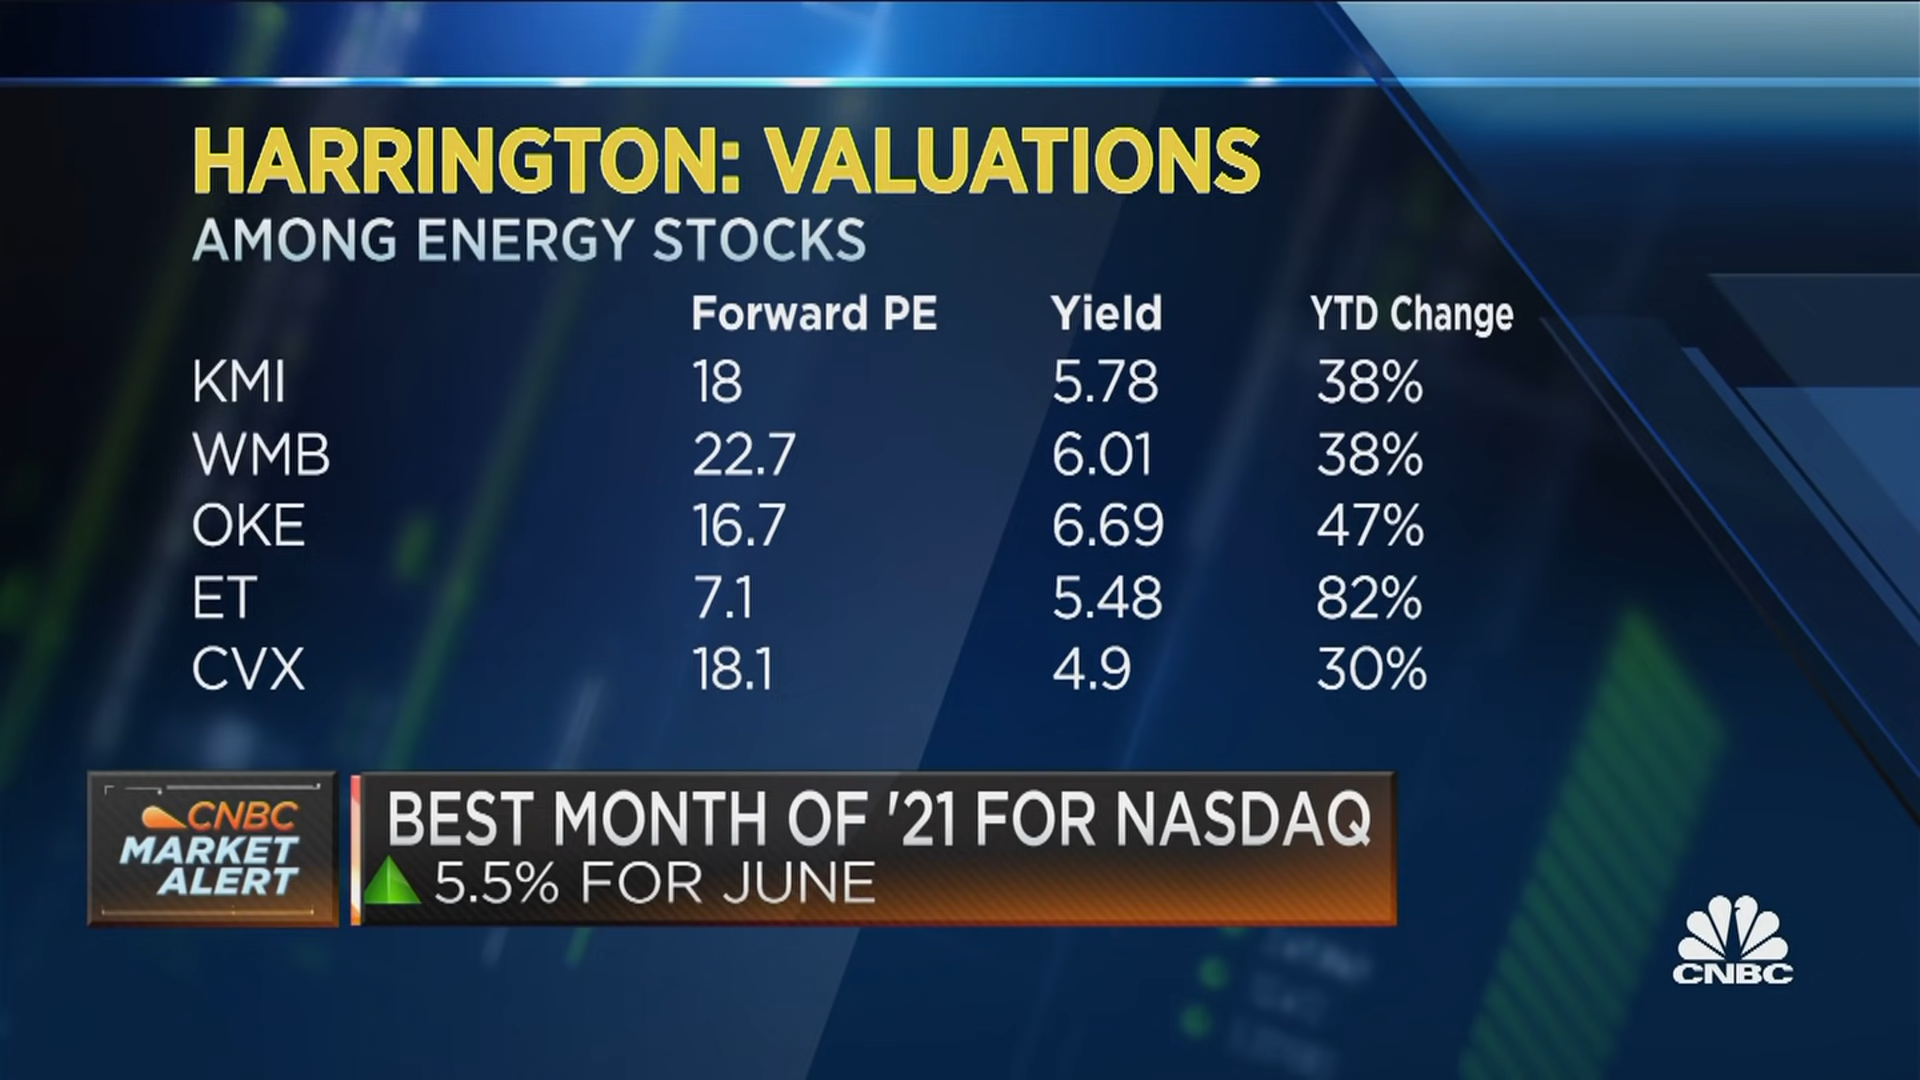 HARRINGTON: VALUATIONS
AMONG ENERGY STOCKS
Forward PE Yield YTD Change
KMI 18 5.78 38%
WMB 22.7 6.01 38%
OKE 16.7 6.69 47%
ET 7.1 5.48 82%
CVX 18.1 4.9 30%
CNBC
MARKET
ALERT
BEST MONTH OF '21 FOR NASDAQ
5.5% FOR JUNE
CNBC